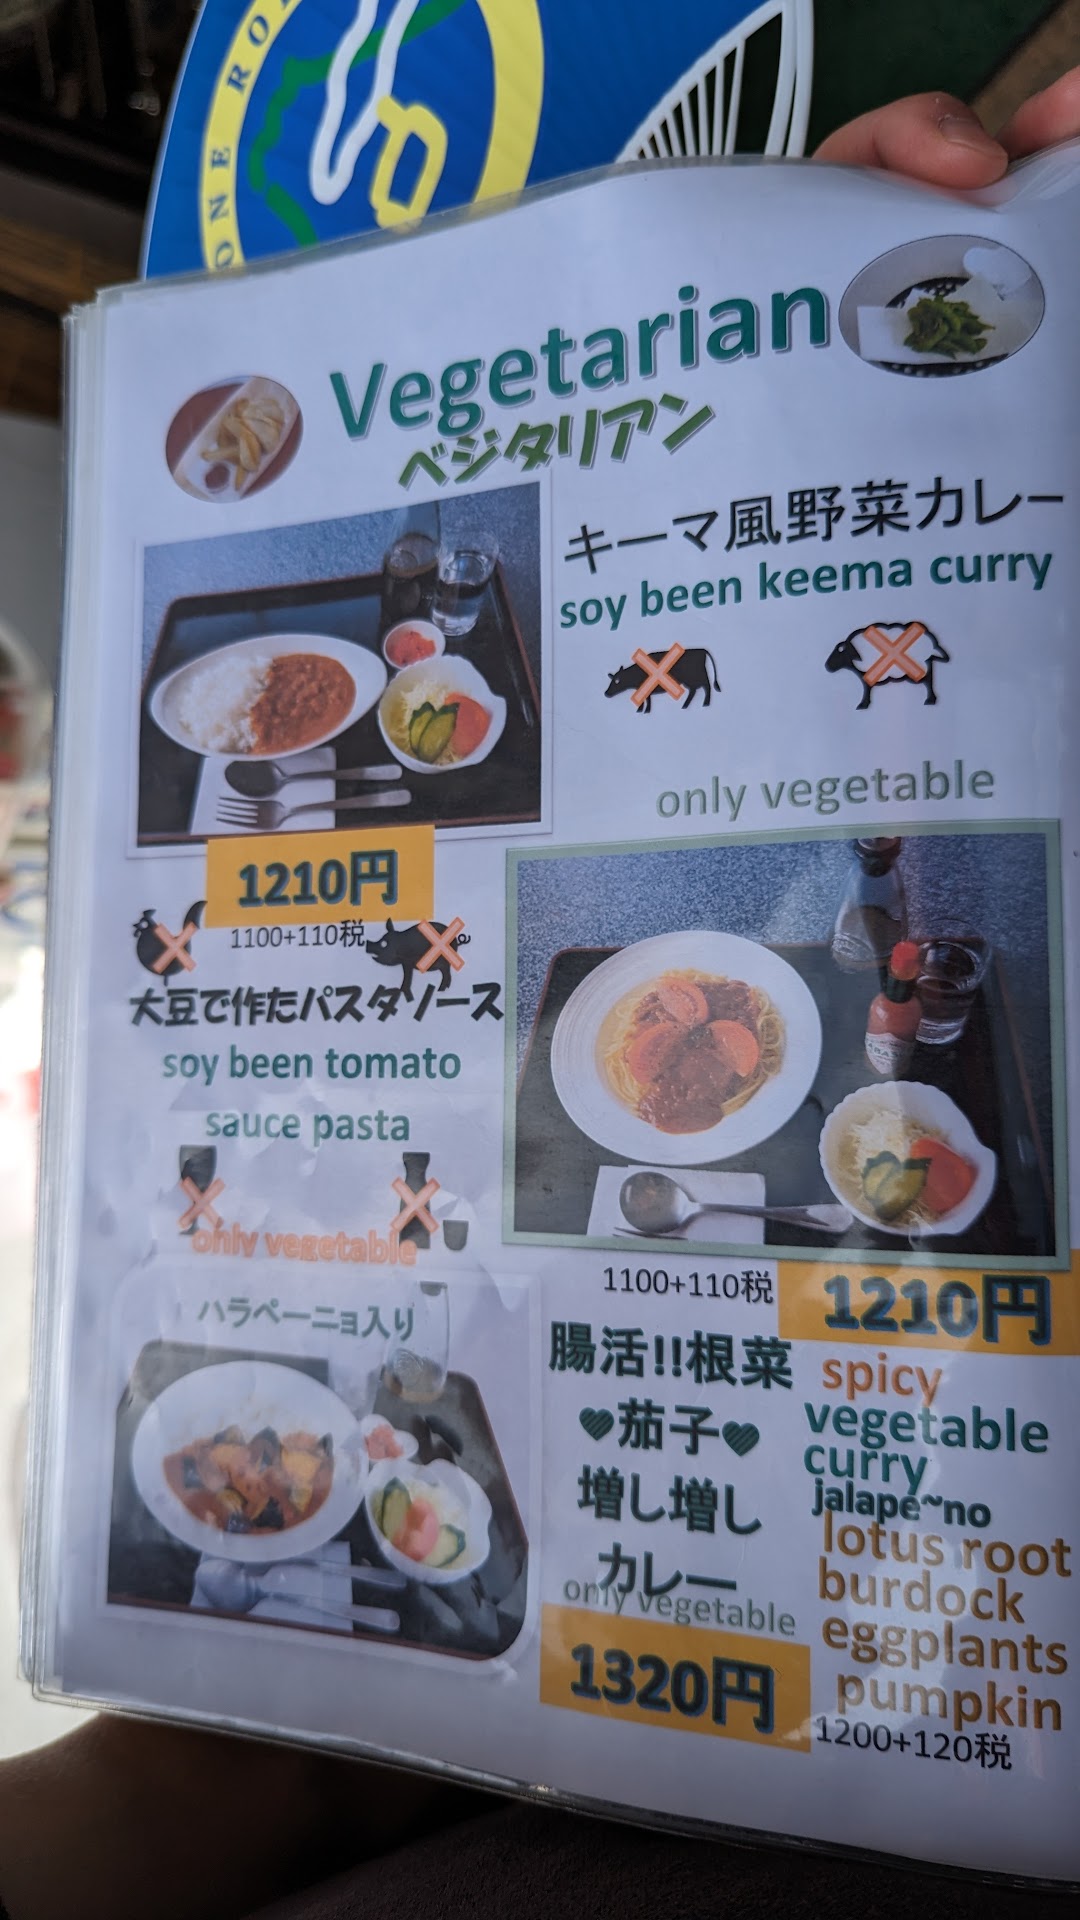 ONE RO
Vegetarian
ベジタリアン
キーマ風野菜カレー
soy been keema curry
only vegetable
1210円
1100+110税
大豆で作たパスタソース
soy been tomato
sauce pasta
only vegetable
1100+110税
1210円
ハラペーニョ入り
腸活!!根菜
♥茄子♥
増し増し
カレー
only vegetable
1320円
spicy
vegetable
curry
jalape~no
lotus root
burdock
eggplants
pumpkin
1200+120税